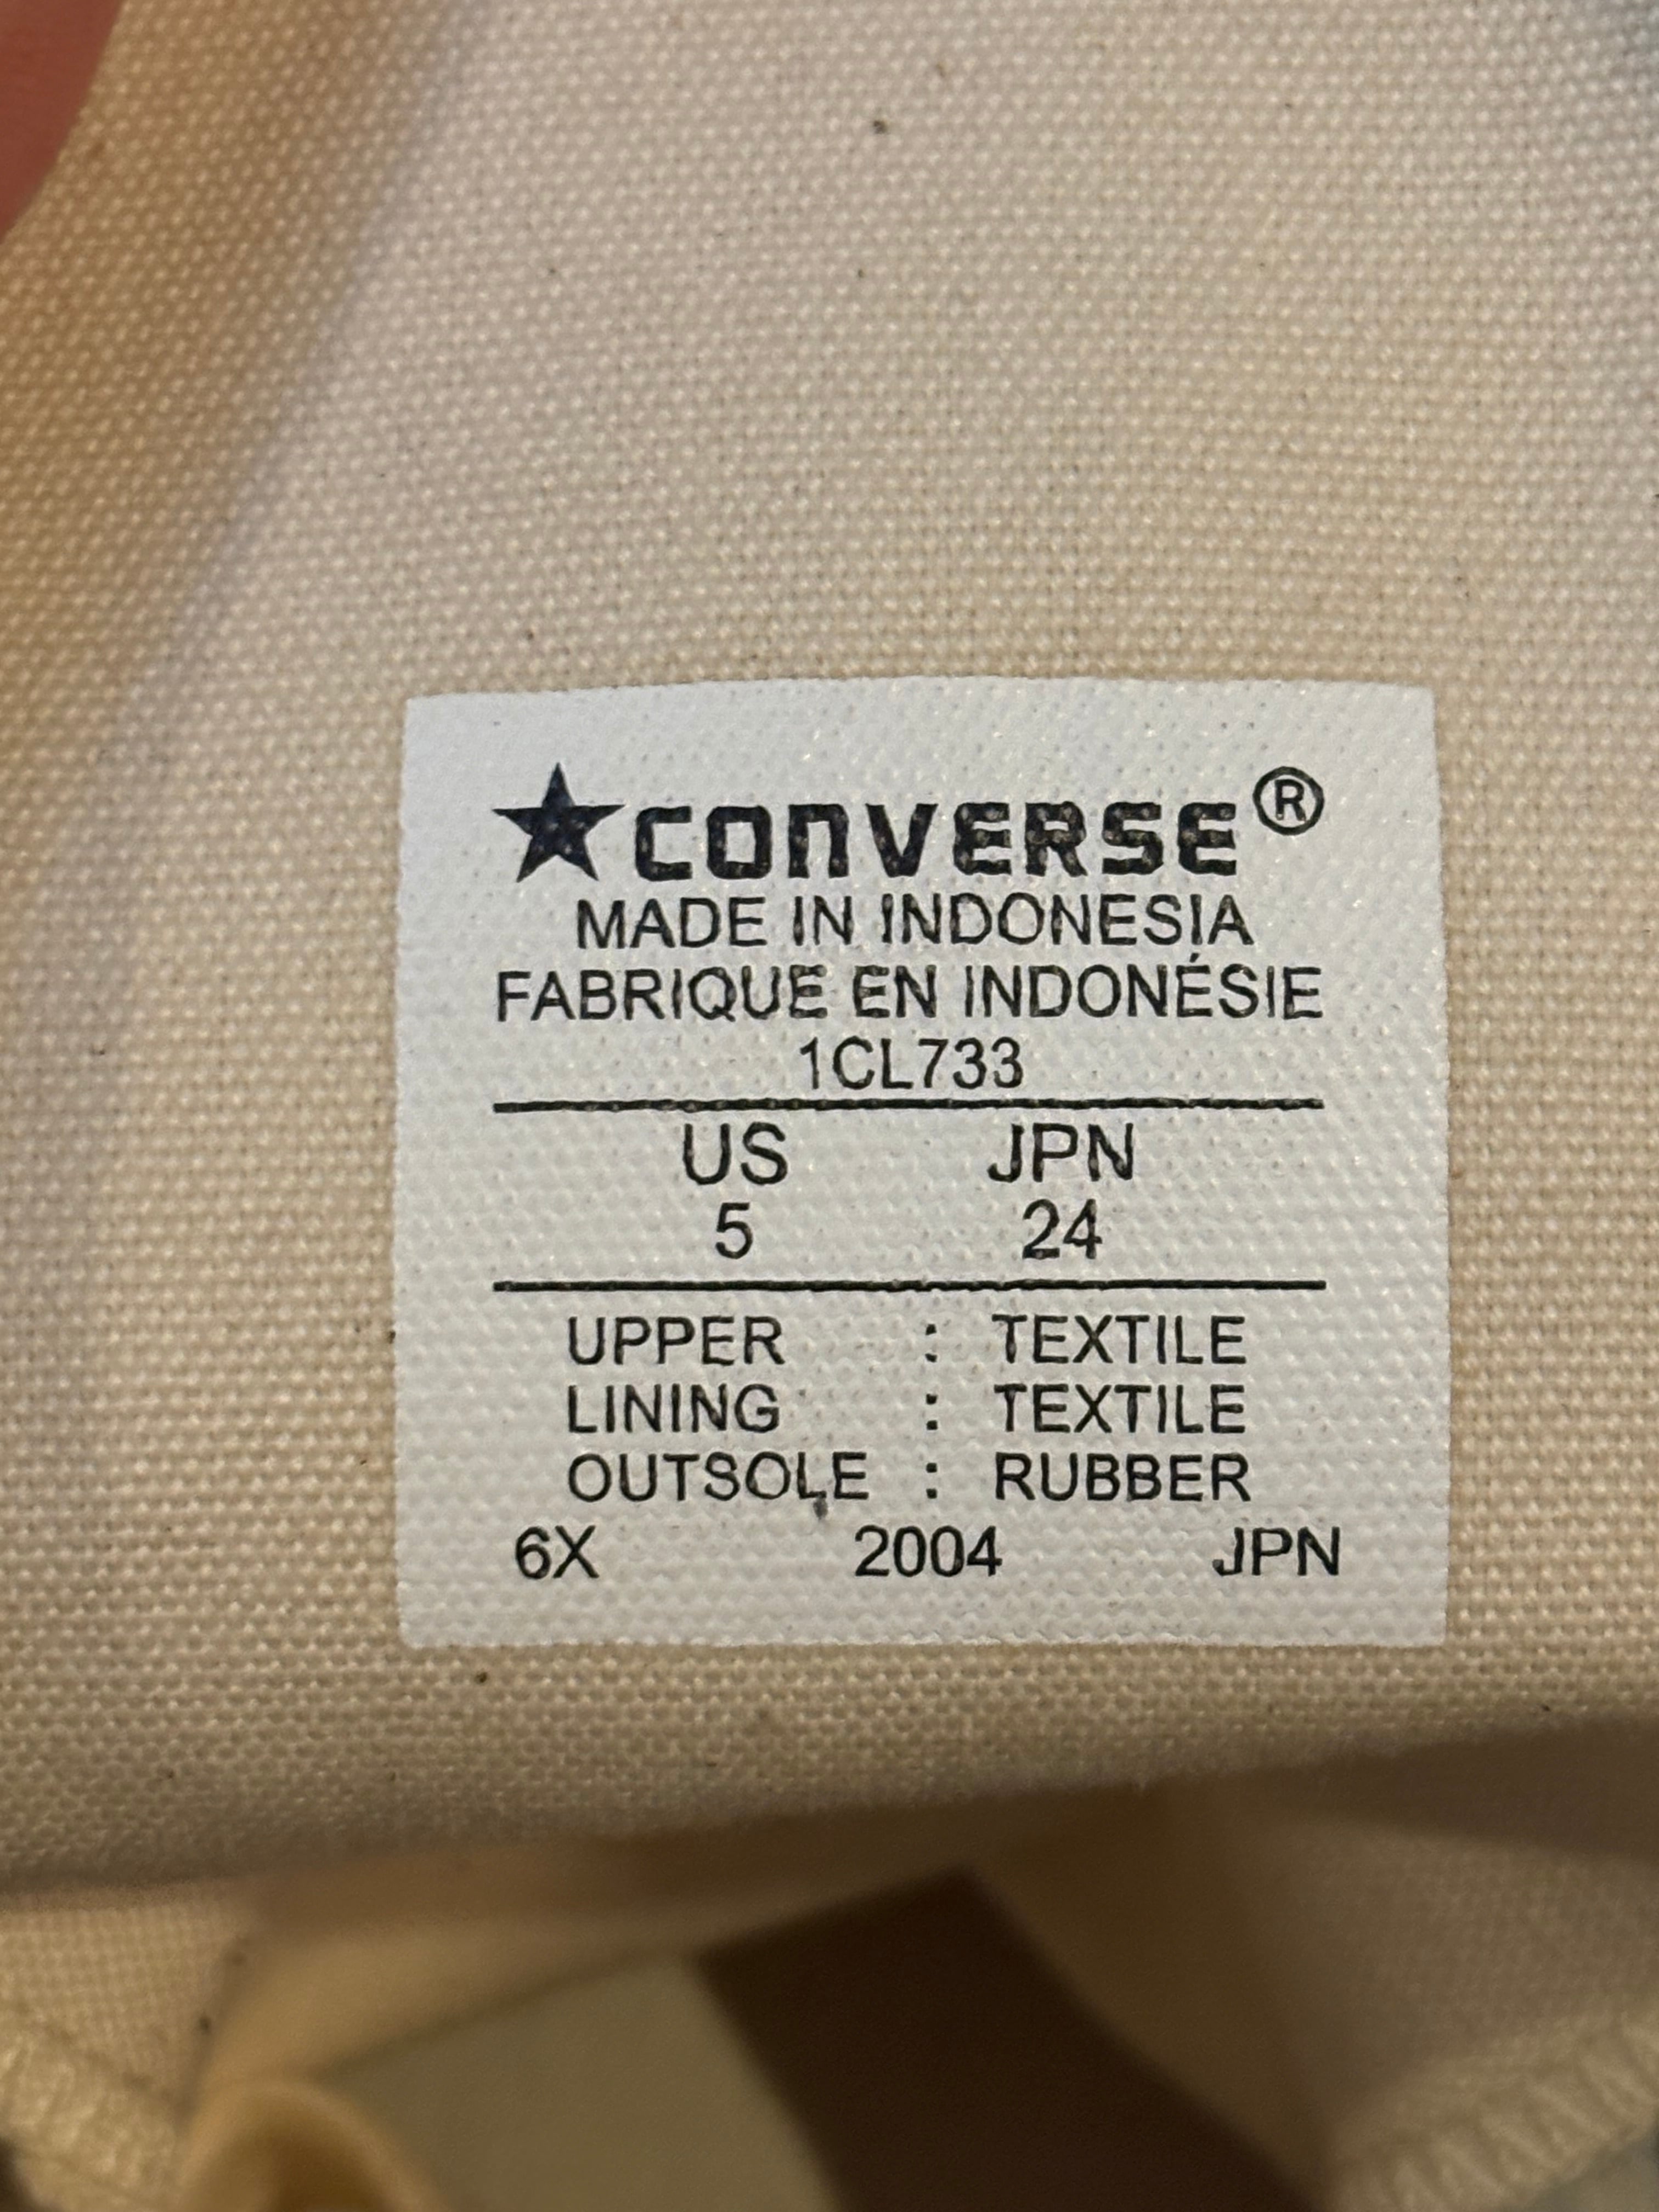 ★CONVERSE®
MADE IN INDONESIA
FABRIQUE EN INDONÉSIE
1CL733
US JPN
5 24
UPPER : TEXTILE
LINING : TEXTILE
OUTSOLE : RUBBER
6X 2004 JPN